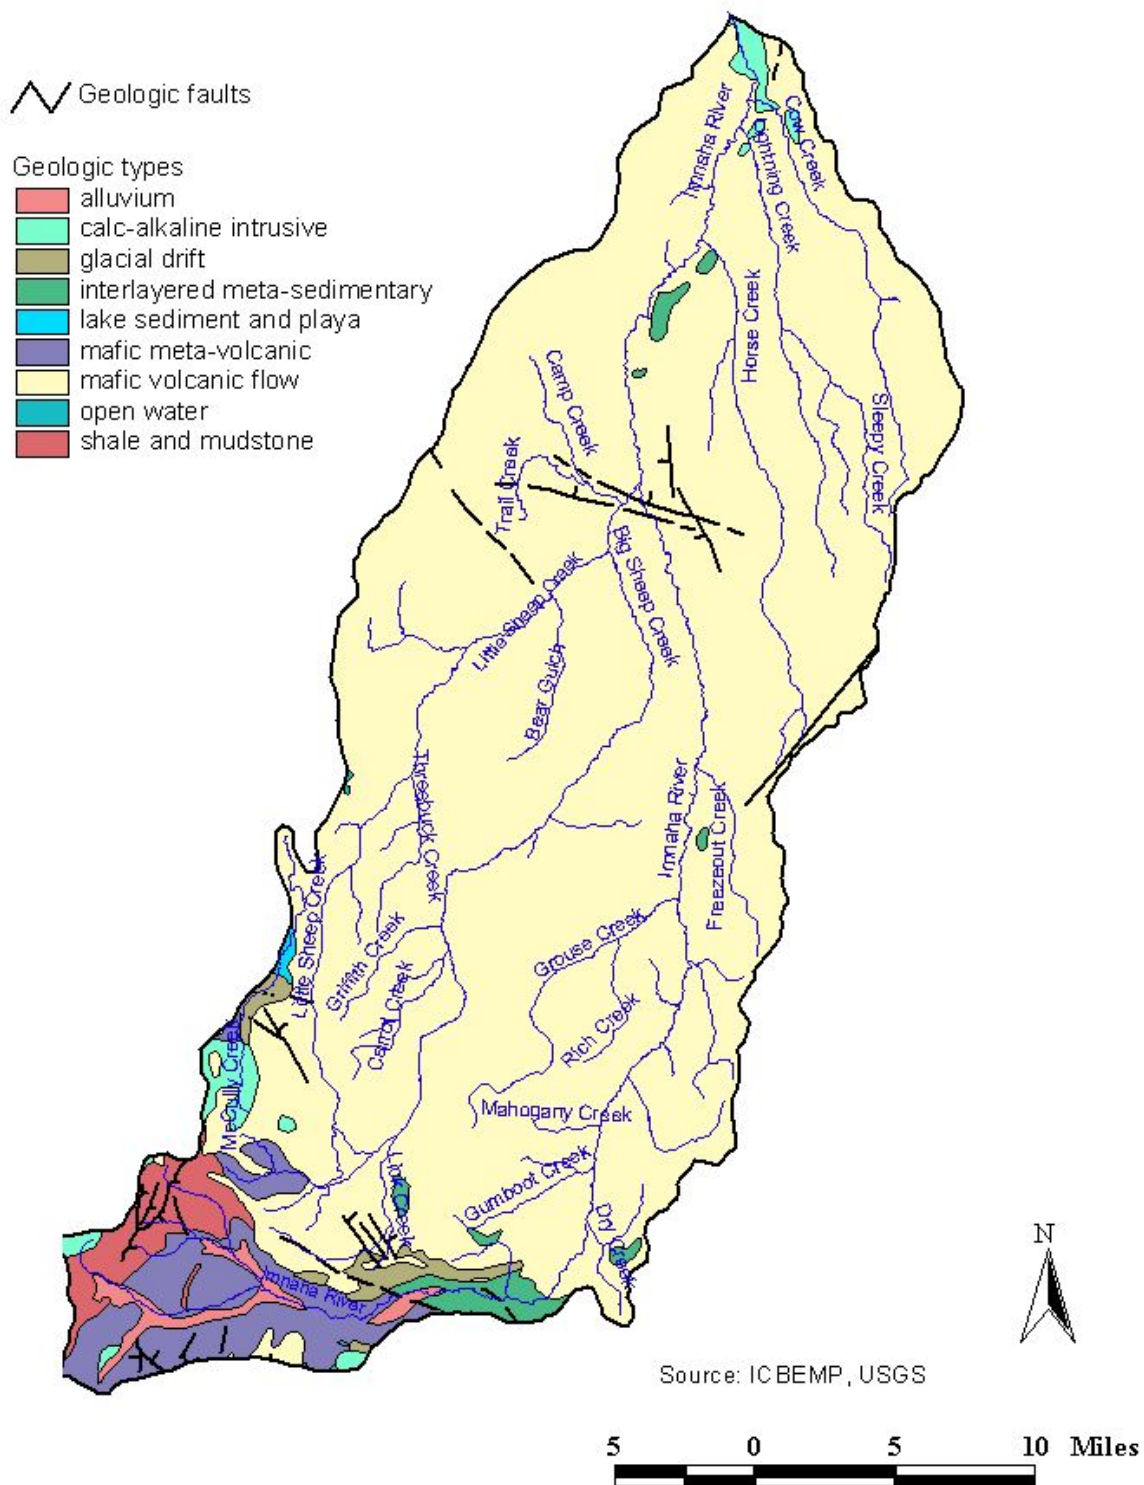 Geologic faults
Geologic types
alluvium
calc-alkaline intrusive
glacial drift
interlayered meta-sedimentary
lake sediment and playa
mafic meta-volcanic
mafic volcanic flow
open water
shale and mudstone
Imnaha River
Cow Creek
Lightning Creek
Horse Creek
Camp Creek
Sleepy Creek
Trail Creek
Big Sheep Creek
Little Sheep Creek
Bear Gulch
Threebuck Creek
Imnaha River
Freezeout Creek
Little Sheep Creek
Griffith Creek
Grouse Creek
Carrol Creek
Rich Creek
McCully Creek
Mahogany Creek
Lick Creek
Gumboot Creek
Dry Creek
Imnaha River
N
Source: ICBEMP, USGS
5 0 5 10 Miles